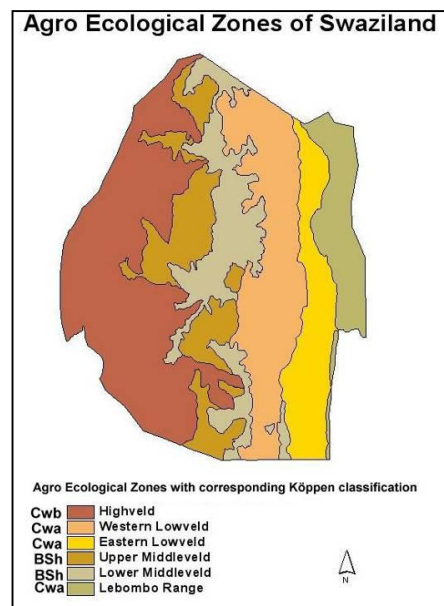 Agro Ecological Zones of Swaziland
Agro Ecological Zones with corresponding Köppen classification
Cwb Highveld
Cwa Western Lowveld
Cwa Eastern Lowveld
BSh Upper Middleveld
BSh Lower Middleveld
Cwa Lebombo Range
N